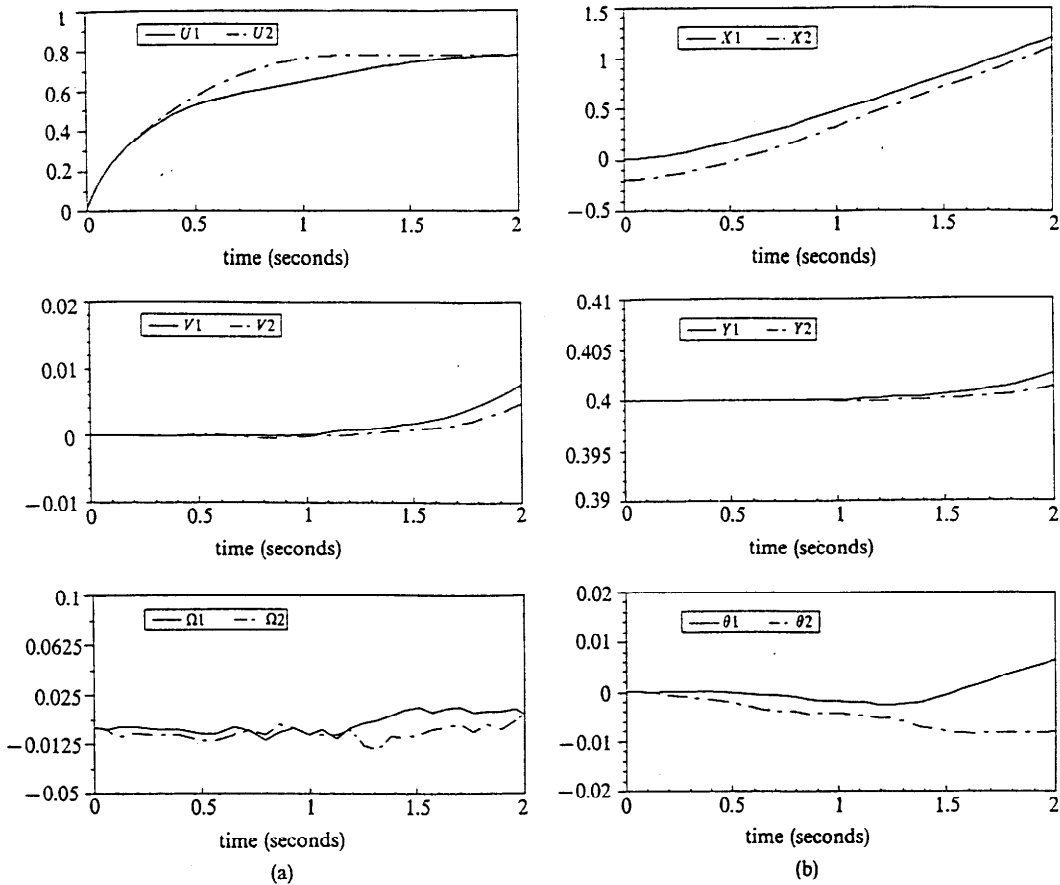 U1 U2
1
0.8
0.6
0.4
0.2
0
0 0.5 1 1.5 2
time (seconds)
X1 X2
1.5
1
0.5
0
−0.5
0 0.5 1 1.5 2
time (seconds)
V1 V2
0.02
0.01
0
−0.01
0 0.5 1 1.5 2
time (seconds)
Y1 Y2
0.41
0.405
0.4
0.395
0.39
0 0.5 1 1.5 2
time (seconds)
Ω1 Ω2
0.1
0.0625
0.025
−0.0125
−0.05
0 0.5 1 1.5 2
time (seconds)
(a)
θ1 θ2
0.02
0.01
0
−0.01
−0.02
0 0.5 1 1.5 2
time (seconds)
(b)